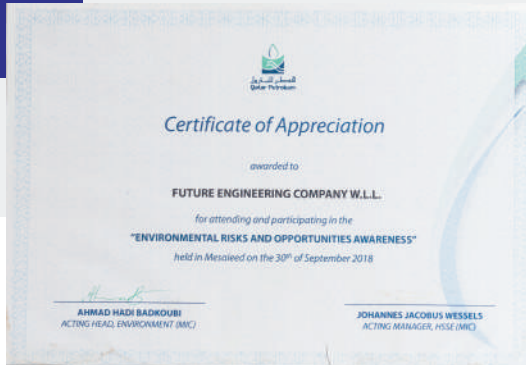 قطر للبترول
Qatar Petroleum
Certificate of Appreciation
awarded to
FUTURE ENGINEERING COMPANY W.L.L.
for attending and participating in the
"ENVIRONMENTAL RISKS AND OPPORTUNITIES AWARENESS"
held in Mesaieed on the 30th of September 2018
AHMAD HADI BADKOUBI
ACTING HEAD, ENVIRONMENT (MIC)
JOHANNES JACOBUS WESSELS
ACTING MANAGER, HSSE (MIC)